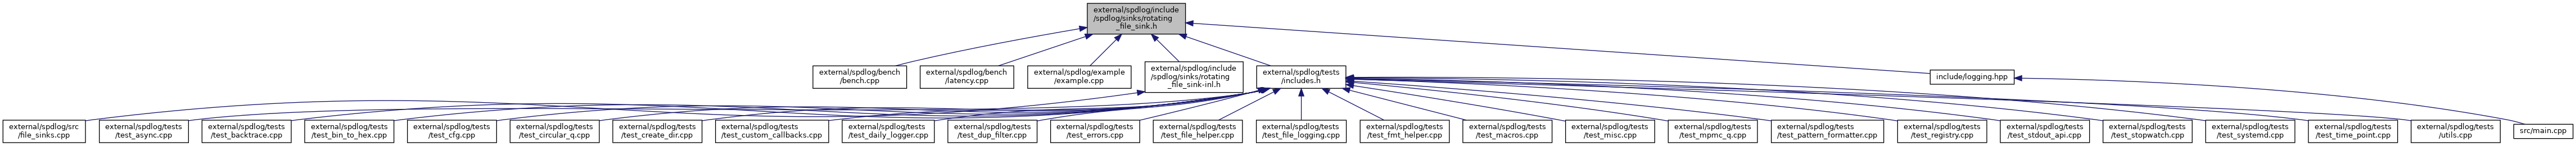 external/spdlog/include
/spdlog/sinks/rotating
_file_sink.h
external/spdlog/bench
/bench.cpp
external/spdlog/bench
/latency.cpp
external/spdlog/example
/example.cpp
external/spdlog/include
/spdlog/sinks/rotating
_file_sink-inl.h
external/spdlog/tests
/includes.h
include/logging.hpp
external/spdlog/src
/file_sinks.cpp
external/spdlog/tests
/test_async.cpp
external/spdlog/tests
/test_backtrace.cpp
external/spdlog/tests
/test_bin_to_hex.cpp
external/spdlog/tests
/test_cfg.cpp
external/spdlog/tests
/test_circular_q.cpp
external/spdlog/tests
/test_create_dir.cpp
external/spdlog/tests
/test_custom_callbacks.cpp
external/spdlog/tests
/test_daily_logger.cpp
external/spdlog/tests
/test_dup_filter.cpp
external/spdlog/tests
/test_errors.cpp
external/spdlog/tests
/test_file_helper.cpp
external/spdlog/tests
/test_file_logging.cpp
external/spdlog/tests
/test_fmt_helper.cpp
external/spdlog/tests
/test_macros.cpp
external/spdlog/tests
/test_misc.cpp
external/spdlog/tests
/test_mpmc_q.cpp
external/spdlog/tests
/test_pattern_formatter.cpp
external/spdlog/tests
/test_registry.cpp
external/spdlog/tests
/test_stdout_api.cpp
external/spdlog/tests
/test_stopwatch.cpp
external/spdlog/tests
/test_systemd.cpp
external/spdlog/tests
/test_time_point.cpp
external/spdlog/tests
/utils.cpp
src/main.cpp